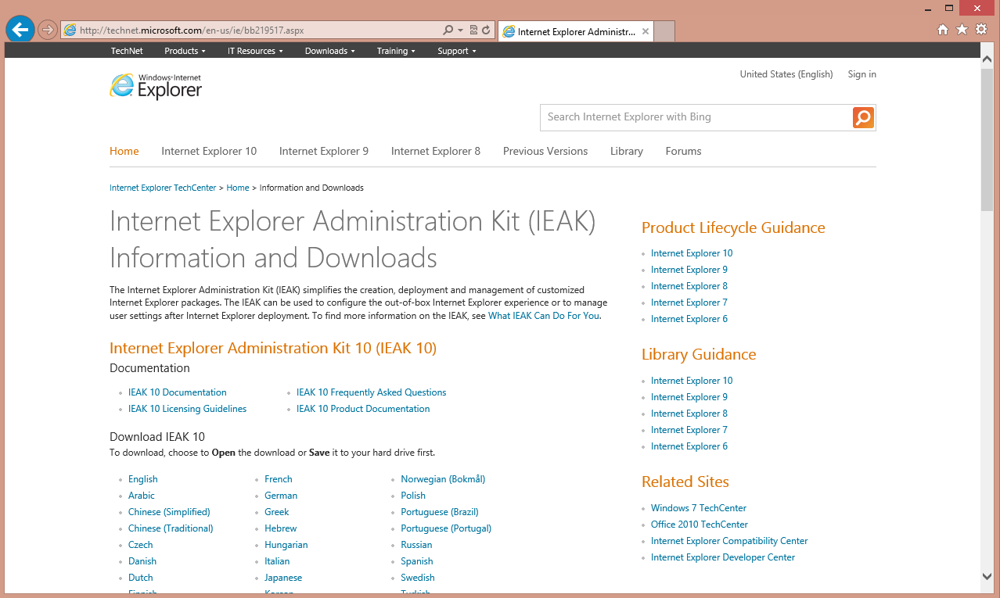 http://technet.microsoft.com/en-us/ie/bb219517.aspx
Internet Explorer Administr...
TechNet Products IT Resources Downloads Training Support
Windows Internet
Explorer
United States (English) Sign in
Search Internet Explorer with Bing
Home Internet Explorer 10 Internet Explorer 9 Internet Explorer 8 Previous Versions Library Forums
Internet Explorer TechCenter > Home > Information and Downloads
Internet Explorer Administration Kit (IEAK)
Information and Downloads
The Internet Explorer Administration Kit (IEAK) simplifies the creation, deployment and management of customized
Internet Explorer packages. The IEAK can be used to configure the out-of-box Internet Explorer experience or to manage
user settings after Internet Explorer deployment. To find more information on the IEAK, see What IEAK Can Do For You.
Internet Explorer Administration Kit 10 (IEAK 10)
Documentation
IEAK 10 Documentation
IEAK 10 Licensing Guidelines
IEAK 10 Frequently Asked Questions
IEAK 10 Product Documentation
Download IEAK 10
To download, choose to Open the download or Save it to your hard drive first.
English
Arabic
Chinese (Simplified)
Chinese (Traditional)
Czech
Danish
Dutch
Finnish
French
German
Greek
Hebrew
Hungarian
Italian
Japanese
Korean
Norwegian (Bokmål)
Polish
Portuguese (Brazil)
Portuguese (Portugal)
Russian
Spanish
Swedish
Turkish
Product Lifecycle Guidance
Internet Explorer 10
Internet Explorer 9
Internet Explorer 8
Internet Explorer 7
Internet Explorer 6
Library Guidance
Internet Explorer 10
Internet Explorer 9
Internet Explorer 8
Internet Explorer 7
Internet Explorer 6
Related Sites
Windows 7 TechCenter
Office 2010 TechCenter
Internet Explorer Compatibility Center
Internet Explorer Developer Center